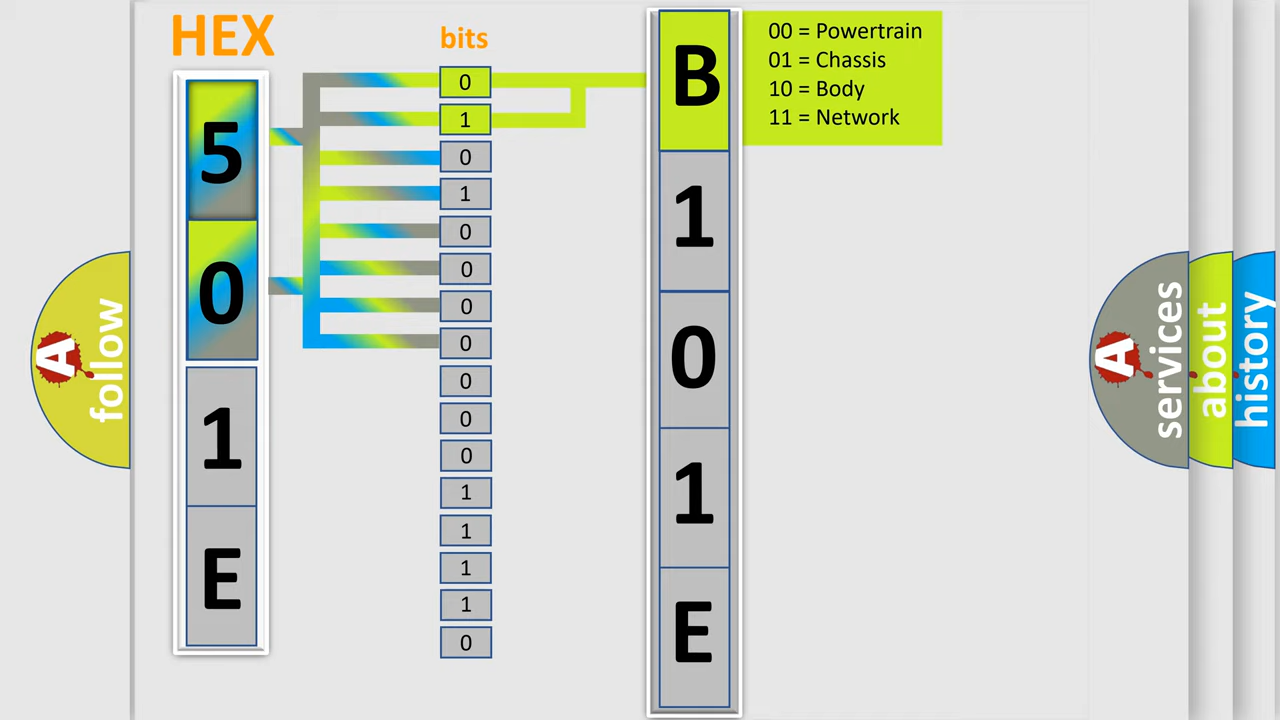 HEX
bits
5
0
1
E
0
1
0
1
0
0
0
0
0
0
0
1
1
1
1
0
B
1
0
1
E
00 = Powertrain
01 = Chassis
10 = Body
11 = Network
A
follow
A
services
about
history